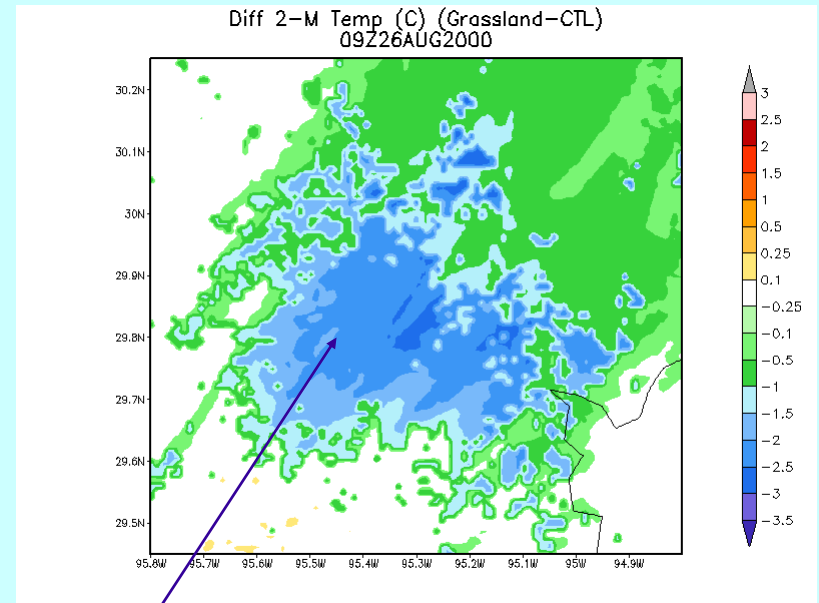 Diff 2-M Temp (C) (Grassland-CTL)
09Z26AUG2000
30.2N
30.1N
30N
29.9N
29.8N
29.7N
29.6N
29.5N
95.8W 95.7W 95.6W 95.5W 95.4W 95.3W 95.2W 95.1W 95W 94.9W
3
2.5
2
1.5
1
0.5
0.25
0.1
-0.25
-0.1
-0.5
-1
-1.5
-2
-2.5
-3
-3.5